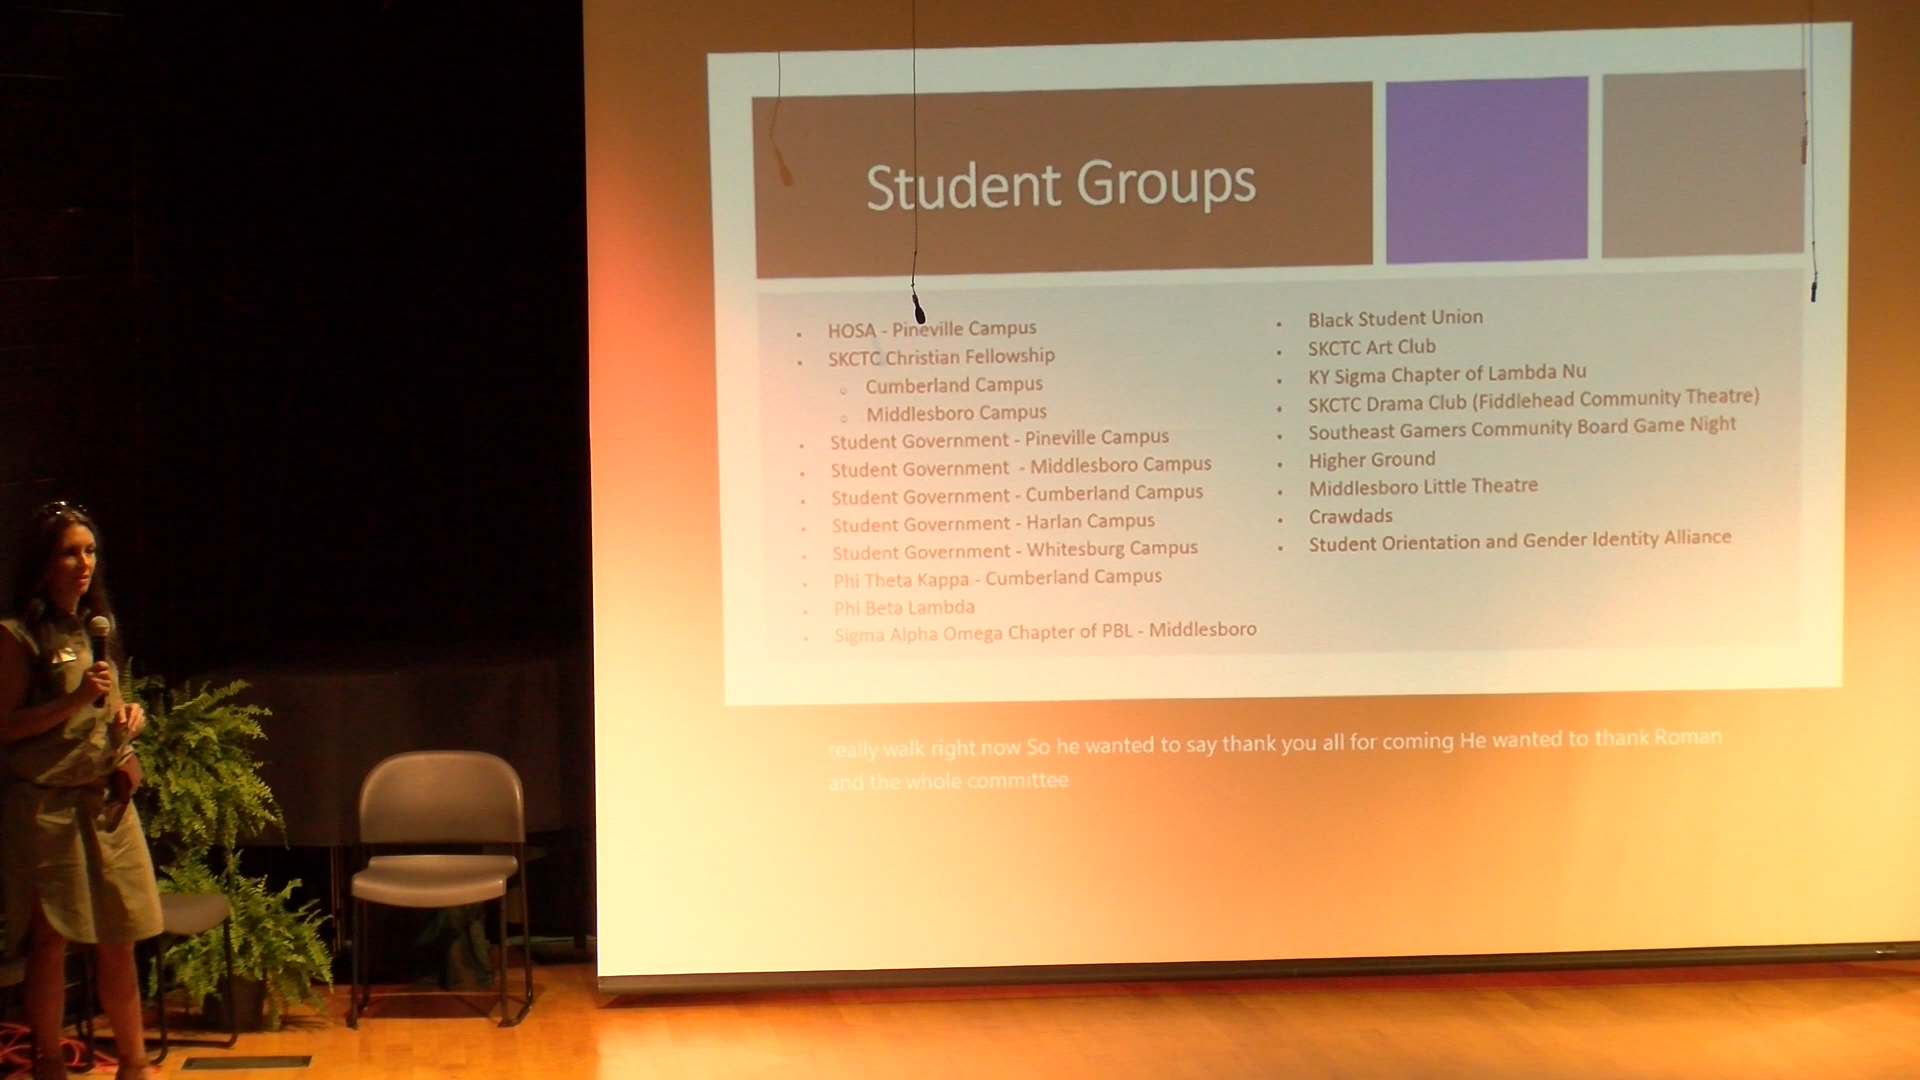 Student Groups
HOSA - Pineville Campus
SKCTC Christian Fellowship
Cumberland Campus
Middlesboro Campus
Student Government - Pineville Campus
Student Government - Middlesboro Campus
Student Government - Cumberland Campus
Student Government - Harlan Campus
Student Government - Whitesburg Campus
Phi Theta Kappa - Cumberland Campus
Phi Beta Lambda
Sigma Alpha Omega Chapter of PBL - Middlesboro
Black Student Union
SKCTC Art Club
KY Sigma Chapter of Lambda Nu
SKCTC Drama Club (Fiddlehead Community Theatre)
Southeast Gamers Community Board Game Night
Higher Ground
Middlesboro Little Theatre
Crawdads
Student Orientation and Gender Identity Alliance
really walk right now So he wanted to say thank you all for coming He wanted to thank Roman
and the whole committee